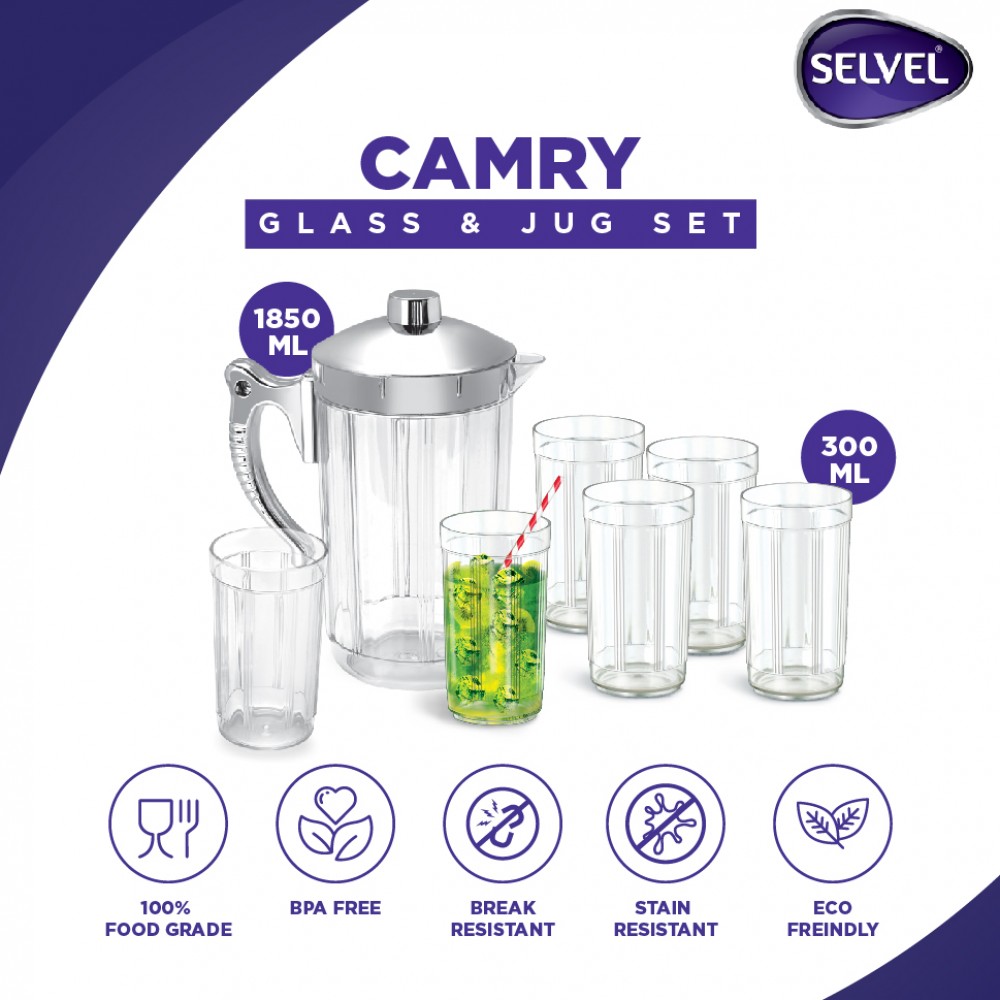 SELVEL®
CAMRY
GLASS & JUG SET
1850
ML
300
ML
100%
FOOD GRADE
BPA FREE
BREAK
RESISTANT
STAIN
RESISTANT
ECO
FREINDLY